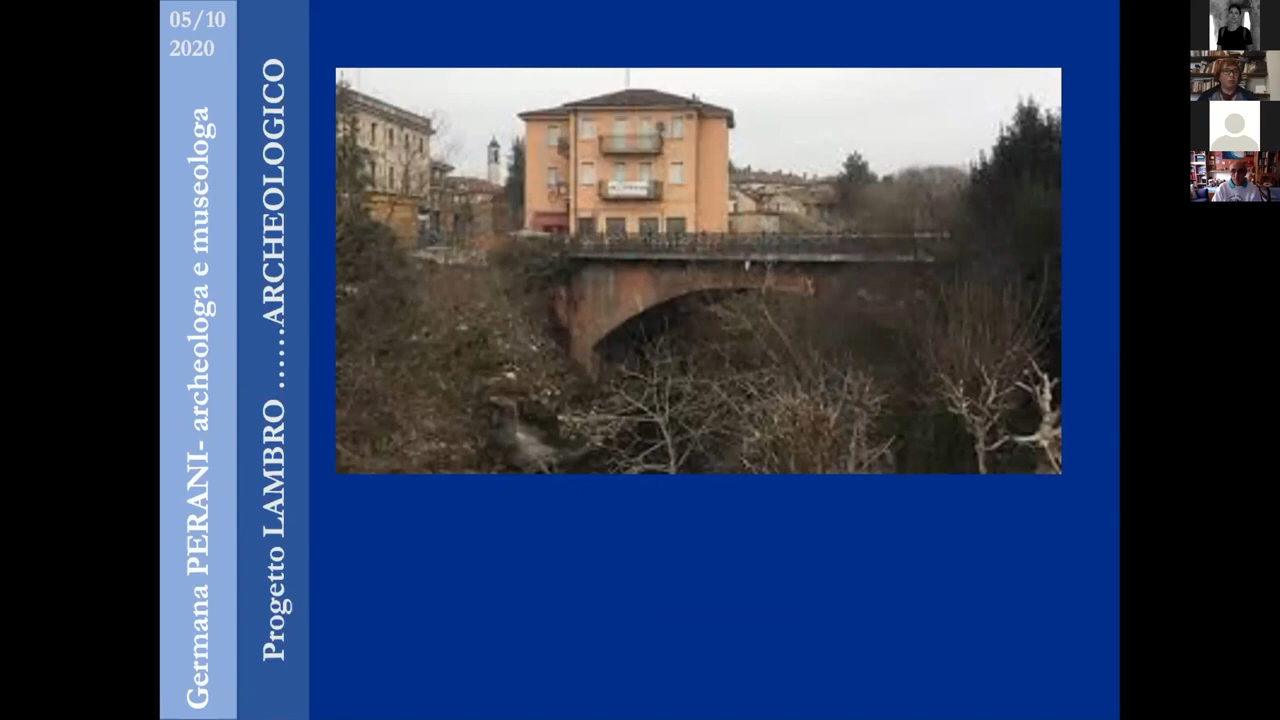 05/10
2020
Germana PERANI- archeologa e museologa
Progetto LAMBRO ......ARCHEOLOGICO